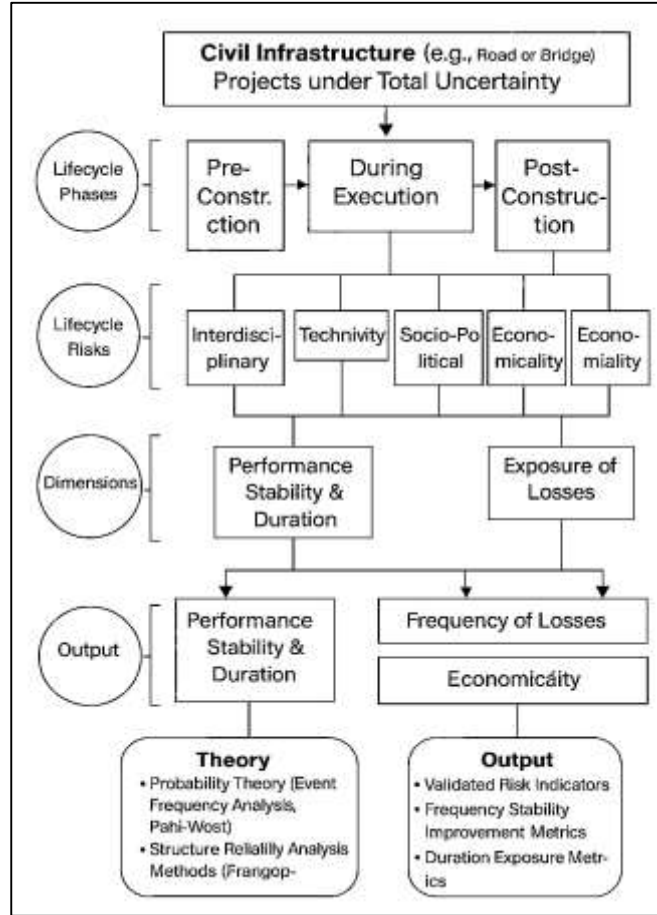 Civil Infrastructure (e.g., Road or Bridge)
Projects under Total Uncertainty
Lifecycle
Phases
Pre-
Constr.
ction
During
Execution
Post-
Construc-
tion
Lifecycle
Risks
Interdisci-
plinary
Technivity
Socio-Po
litical
Econo-
micality
Econo-
miality
Dimensions
Performance
Stability &
Duration
Exposure of
Losses
Output
Performance
Stability &
Duration
Frequency of Losses
Economicáity
Theory
• Probability Theory (Event
Frequency Analysis,
Pahi-Wost)
• Structure Relialilly Analysis
Methods (Frangop-
Output
• Validated Risk Indicators
• Frequency Stability
Improvement Metrics
• Duration Exposure Metr-
ics